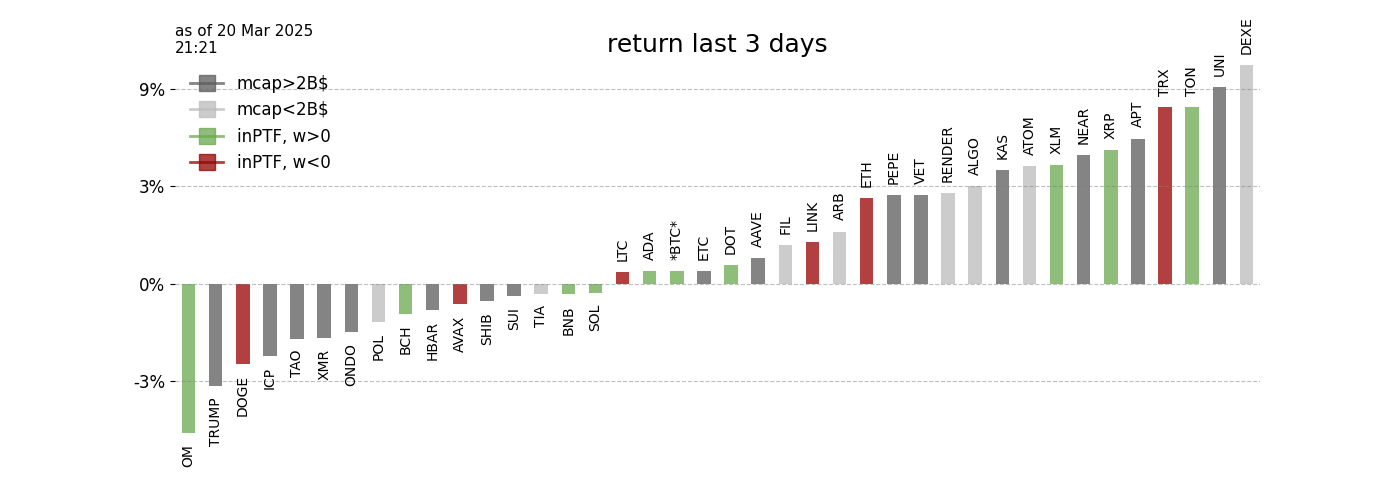 as of 20 Mar 2025
21:21
return last 3 days
mcap>2B$
mcap<2B$
inPTF, w>0
inPTF, w<0
9%
3%
0%
-3%
OM
TRUMP
DOGE
ICP
TAO
XMR
ONDO
POL
BCH
HBAR
AVAX
SHIB
SUI
TIA
BNB
SOL
LTC
ADA
*BTC*
ETC
DOT
AAVE
FIL
LINK
ARB
ETH
PEPE
VET
RENDER
ALGO
KAS
ATOM
XLM
NEAR
XRP
APT
TRX
TON
UNI
DEXE